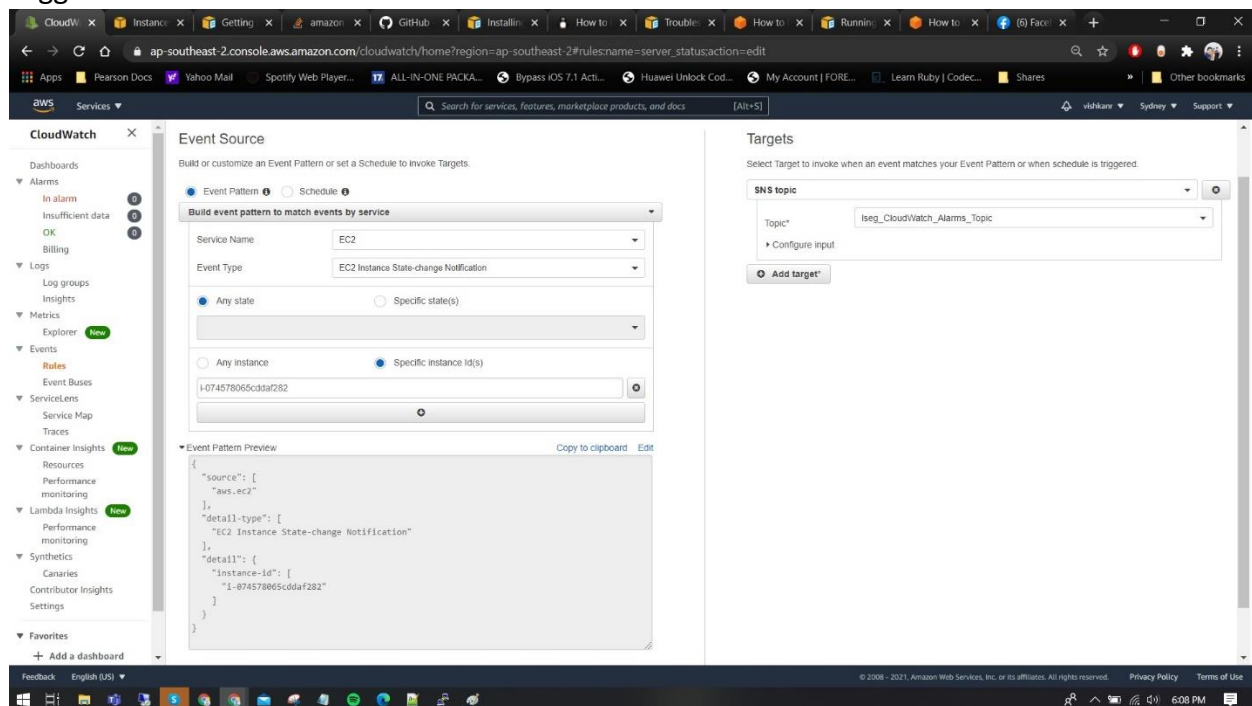 CloudW
Instanc
Getting
amazon
GitHub
Installin
How to
Troubles
How to
Running
How to
(6) Facel
ap-southeast-2.console.aws.amazon.com/cloudwatch/home?region=ap-southeast-2#rules:name=server_status;action=edit
Apps
Pearson Docs
Yahoo Mail
Spotify Web Player...
ALL-IN-ONE PACKA...
Bypass iOS 7.1 Acti...
Huawei Unlock Cod...
My Account | FORE...
Learn Ruby | Codec...
Shares
»
Other bookmarks
aws
Services
Search for services, features, marketplace products, and docs
[Alt+S]
vishkanr
Sydney
Support
CloudWatch
Dashboards
Alarms
In alarm 0
Insufficient data 0
OK 0
Billing
Logs
Log groups
Insights
Metrics
Explorer New
Events
Rules
Event Buses
ServiceLens
Service Map
Traces
Container Insights New
Resources
Performance
monitoring
Lambda Insights New
Performance
monitoring
Synthetics
Canaries
Contributor Insights
Settings
Favorites
+ Add a dashboard
Event Source
Build or customize an Event Pattern or set a Schedule to invoke Targets.
Event Pattern Schedule
Build event pattern to match events by service
Service Name EC2
Event Type EC2 Instance State-change Notification
Any state Specific state(s)
Any instance Specific instance Id(s)
i-074578065cddaf282
Event Pattern Preview Copy to clipboard Edit
{
"source": [
"aws.ec2"
],
"detail-type": [
"EC2 Instance State-change Notification"
],
"detail": {
"instance-id": [
"i-074578065cddaf282"
]
}
}
Targets
Select Target to invoke when an event matches your Event Pattern or when schedule is triggered.
SNS topic
Topic* lseg_CloudWatch_Alarms_Topic
Configure input
Add target*
Feedback English (US)
© 2008 - 2021, Amazon Web Services, Inc. or its affiliates. All rights reserved. Privacy Policy Terms of Use
6:08 PM